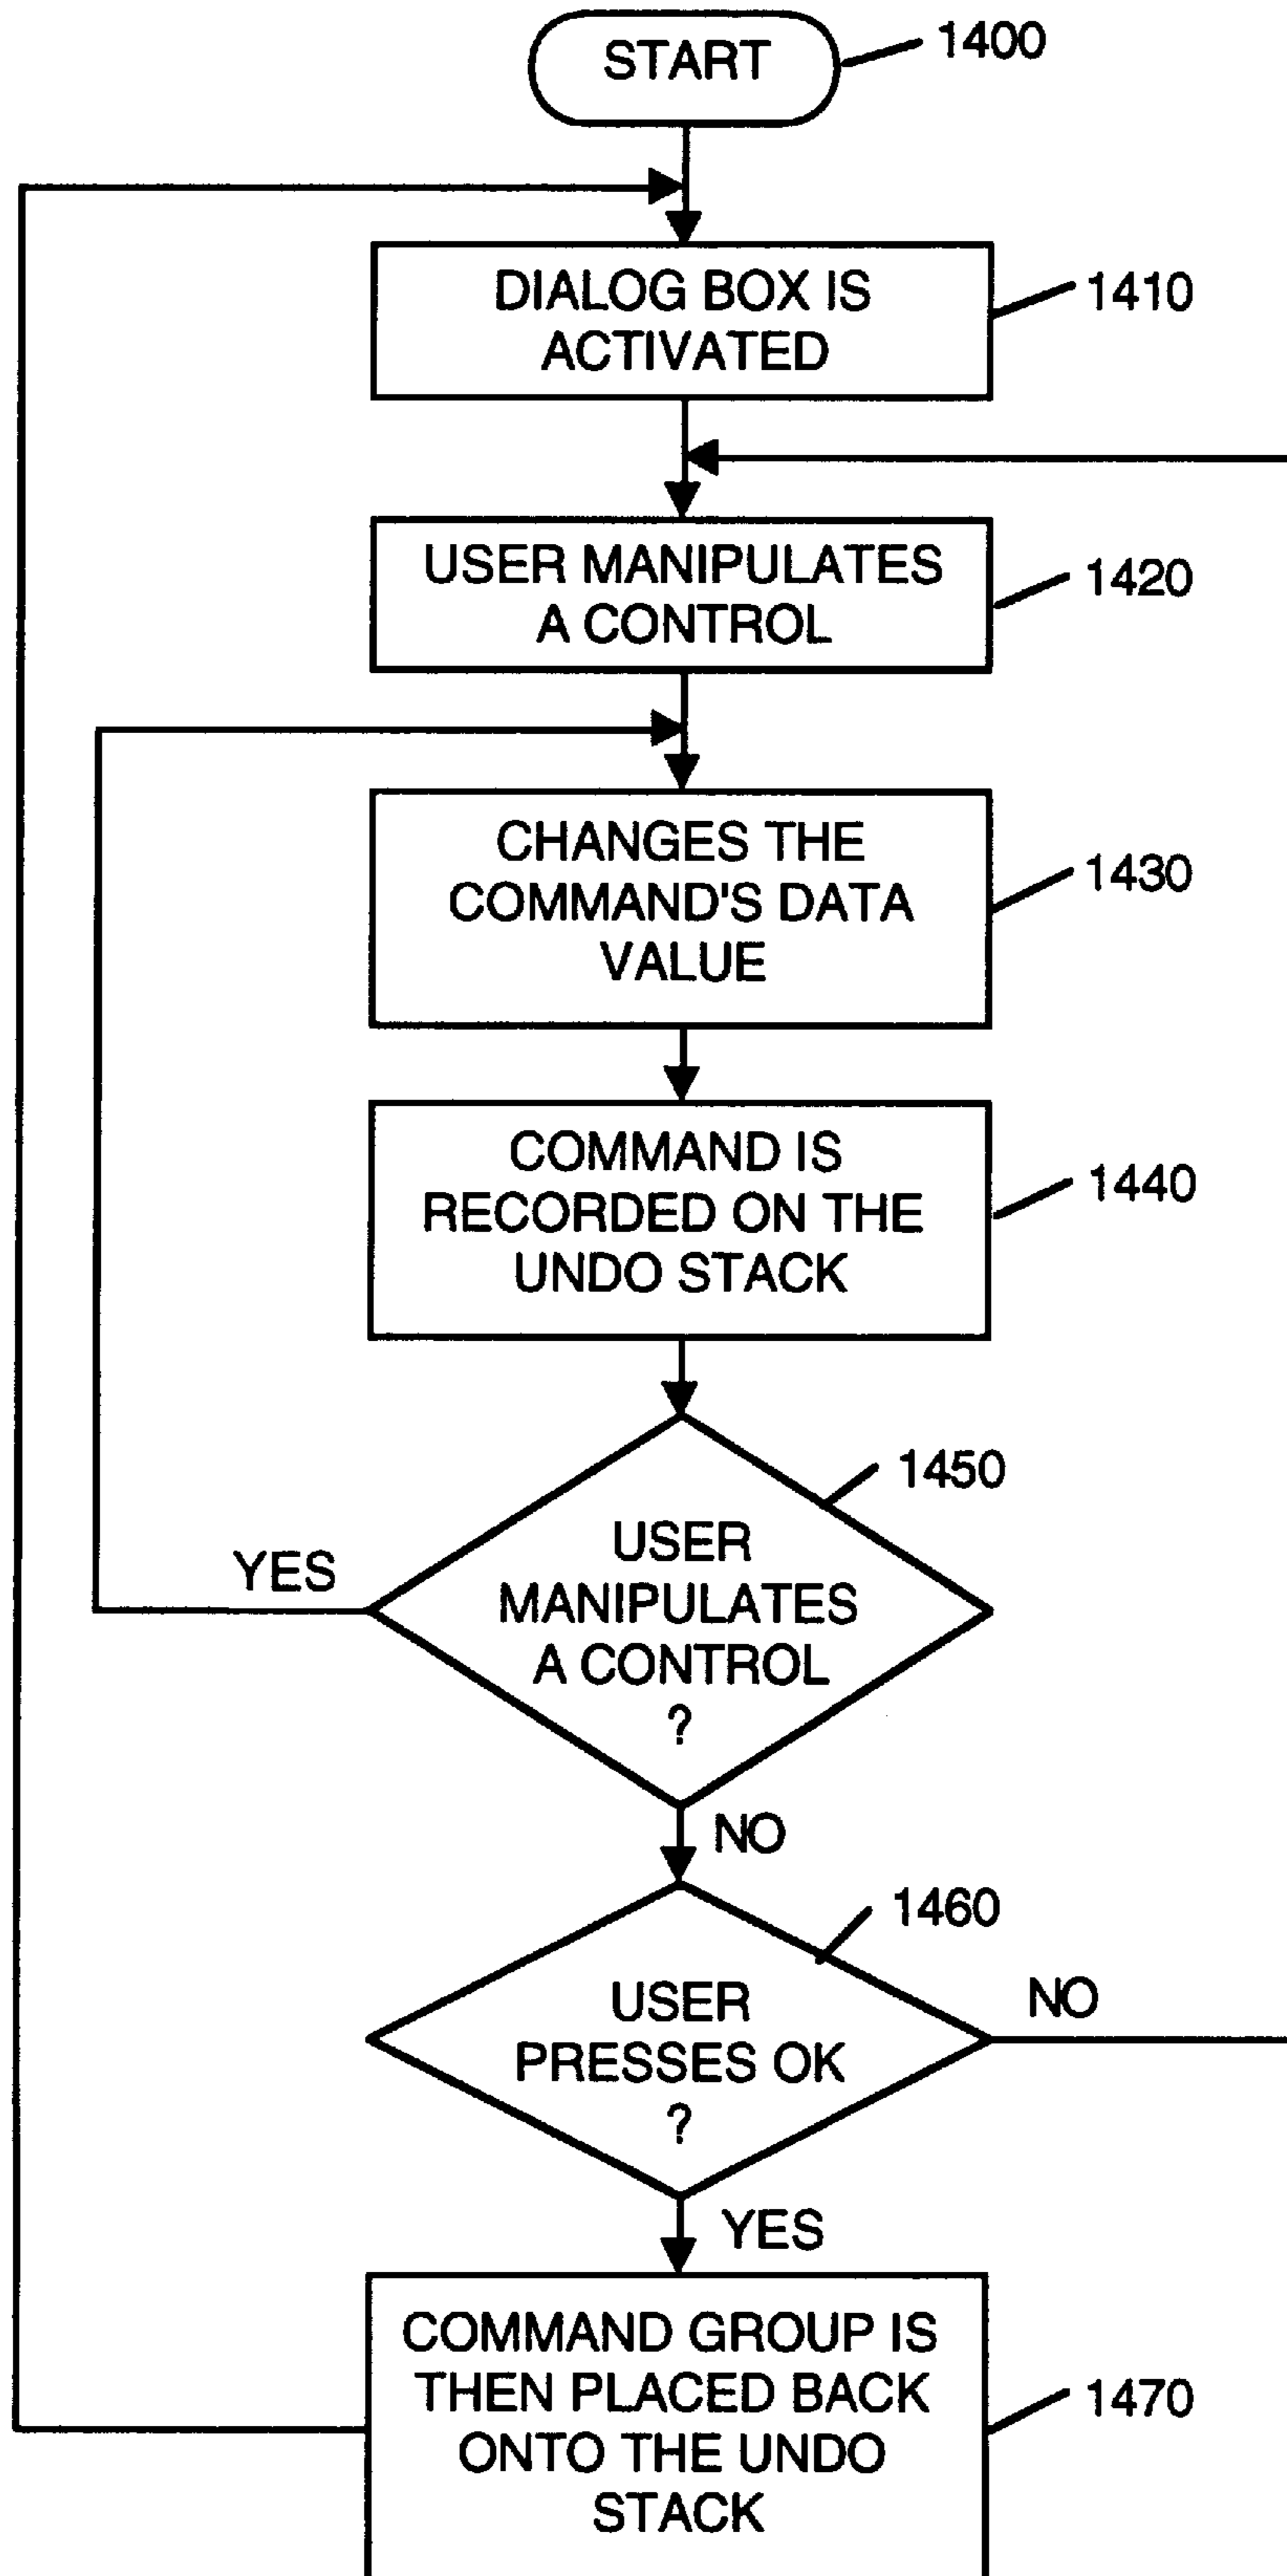 START
1400
DIALOG BOX IS
ACTIVATED
1410
USER MANIPULATES
A CONTROL
1420
CHANGES THE
COMMAND'S DATA
VALUE
1430
COMMAND IS
RECORDED ON THE
UNDO STACK
1440
1450
USER
MANIPULATES
A CONTROL
?
YES
NO
1460
USER
PRESSES OK
?
NO
YES
COMMAND GROUP IS
THEN PLACED BACK
ONTO THE UNDO
STACK
1470